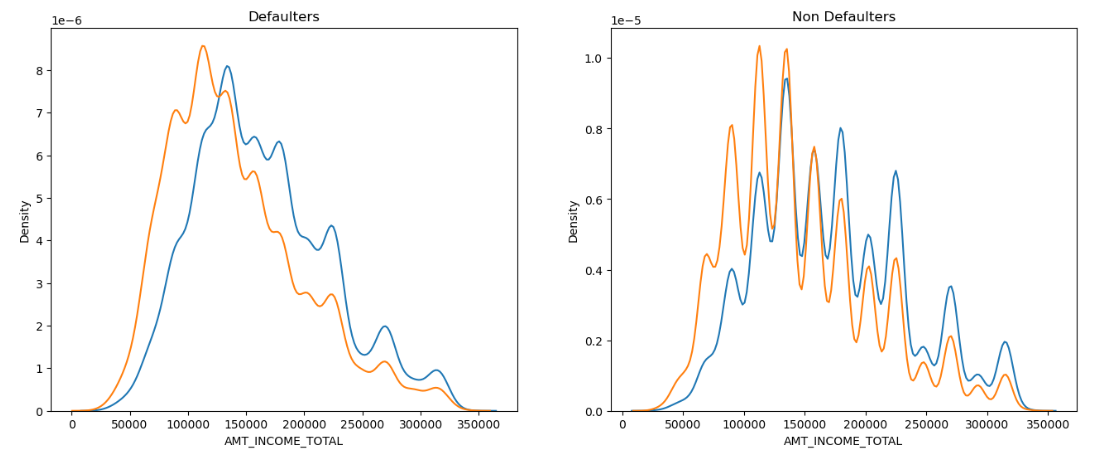 Defaulters
1e−6
Density
8
7
6
5
4
3
2
1
0
0 50000 100000 150000 200000 250000 300000 350000
AMT_INCOME_TOTAL
Non Defaulters
1e−5
Density
1.0
0.8
0.6
0.4
0.2
0.0
0 50000 100000 150000 200000 250000 300000 350000
AMT_INCOME_TOTAL